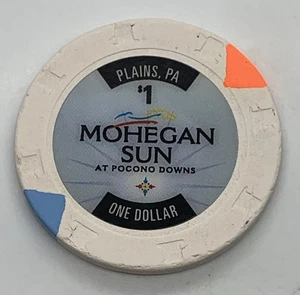 PLAINS, PA
$1
MOHEGAN
SUN
AT POCONO DOWNS
ONE DOLLAR